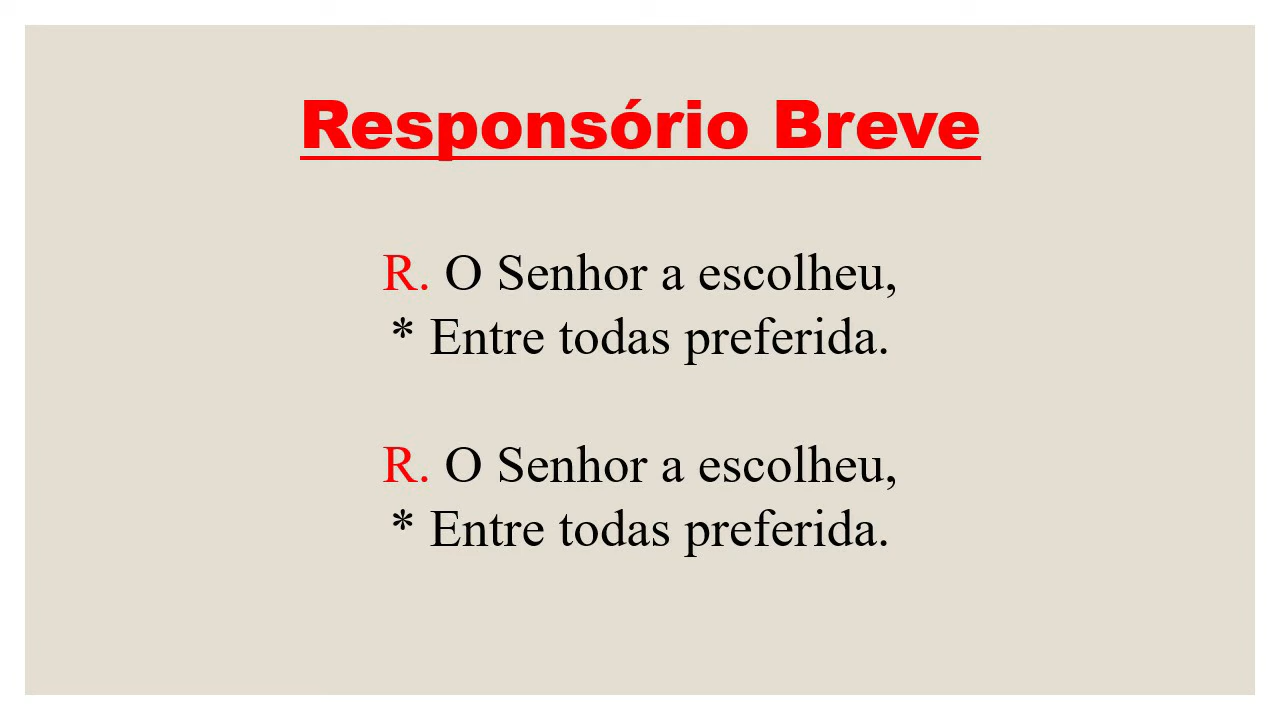 Responsório Breve
R. O Senhor a escolheu,
* Entre todas preferida.
R. O Senhor a escolheu,
* Entre todas preferida.